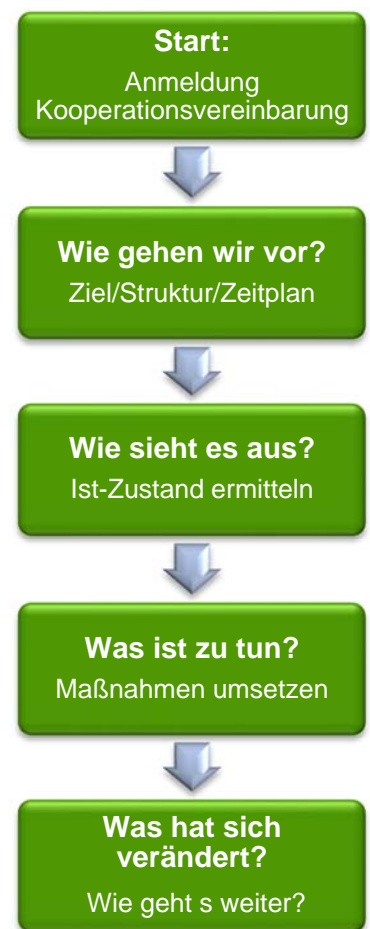 Start:
Anmeldung
Kooperationsvereinbarung
Wie gehen wir vor?
Ziel/Struktur/Zeitplan
Wie sieht es aus?
Ist-Zustand ermitteln
Was ist zu tun?
Maßnahmen umsetzen
Was hat sich
verändert?
Wie geht s weiter?